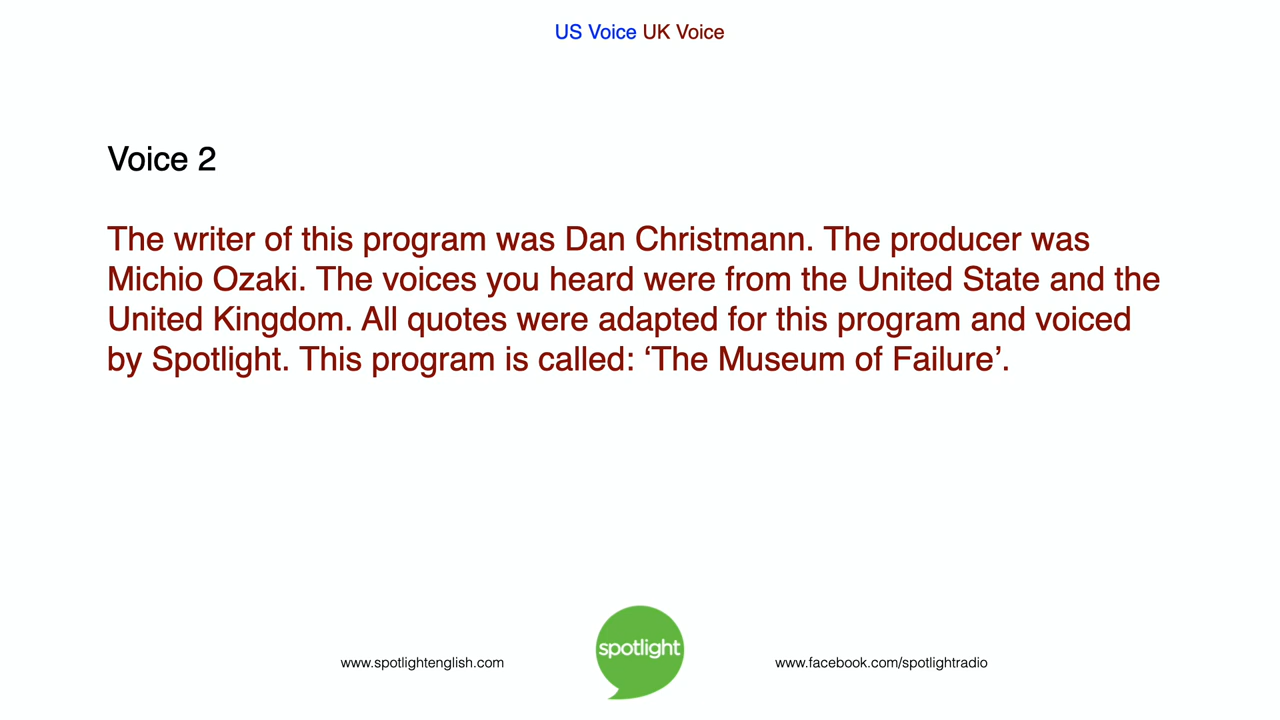 US Voice UK Voice
Voice 2
The writer of this program was Dan Christmann. The producer was
Michio Ozaki. The voices you heard were from the United State and the
United Kingdom. All quotes were adapted for this program and voiced
by Spotlight. This program is called: ‘The Museum of Failure’.
www.spotlightenglish.com
spotlight
www.facebook.com/spotlightradio